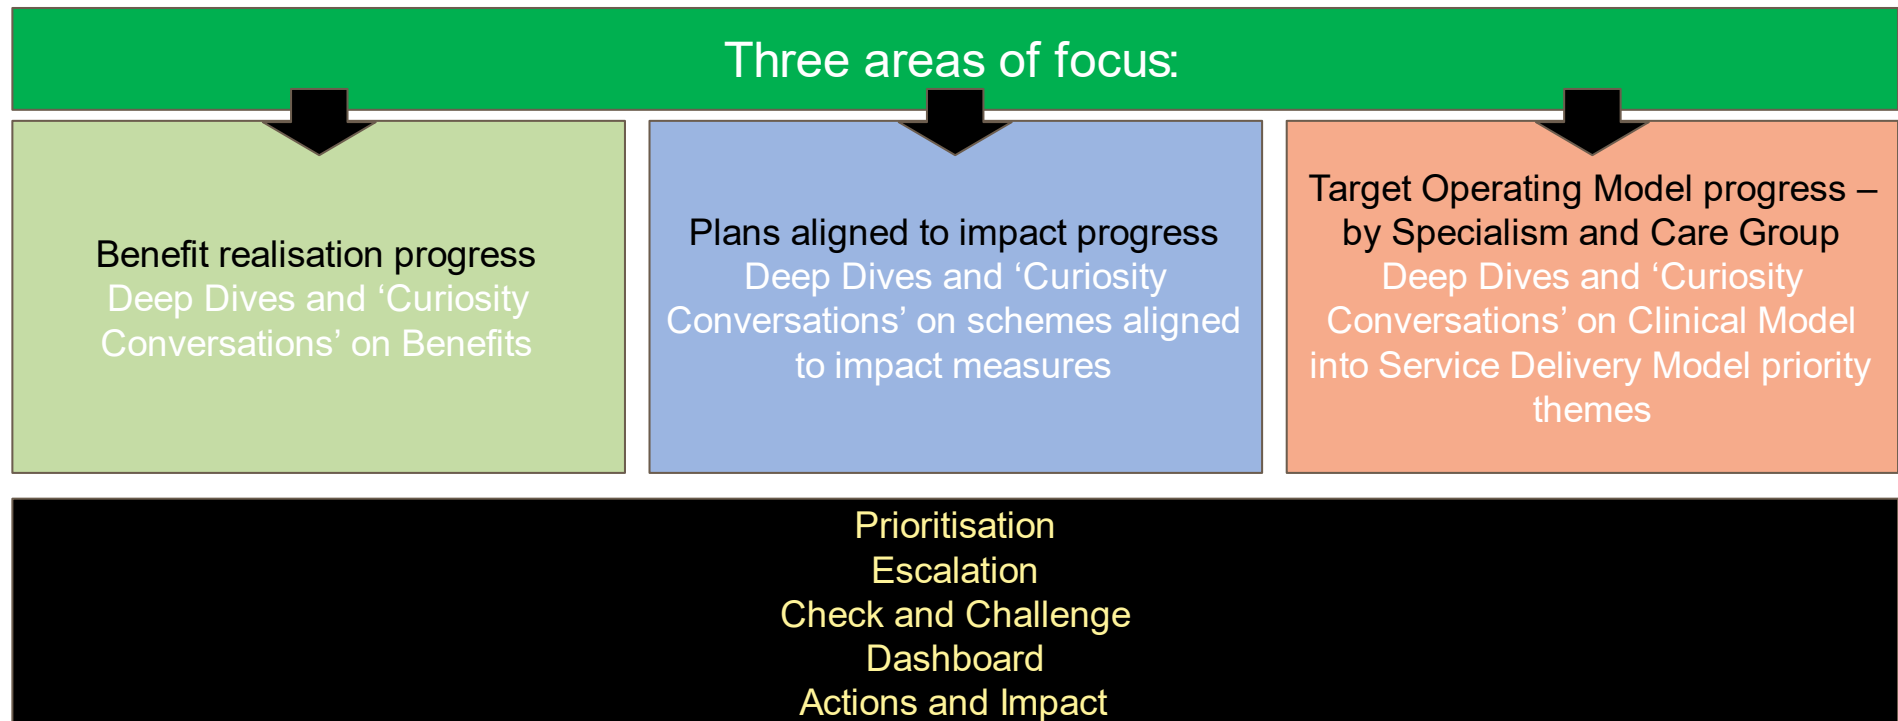 Three areas of focus:
Benefit realisation progress
Deep Dives and ‘Curiosity
Conversations’ on Benefits
Plans aligned to impact progress
Deep Dives and ‘Curiosity
Conversations’ on schemes aligned
to impact measures
Target Operating Model progress –
by Specialism and Care Group
Deep Dives and ‘Curiosity
Conversations’ on Clinical Model
into Service Delivery Model priority
themes
Prioritisation
Escalation
Check and Challenge
Dashboard
Actions and Impact